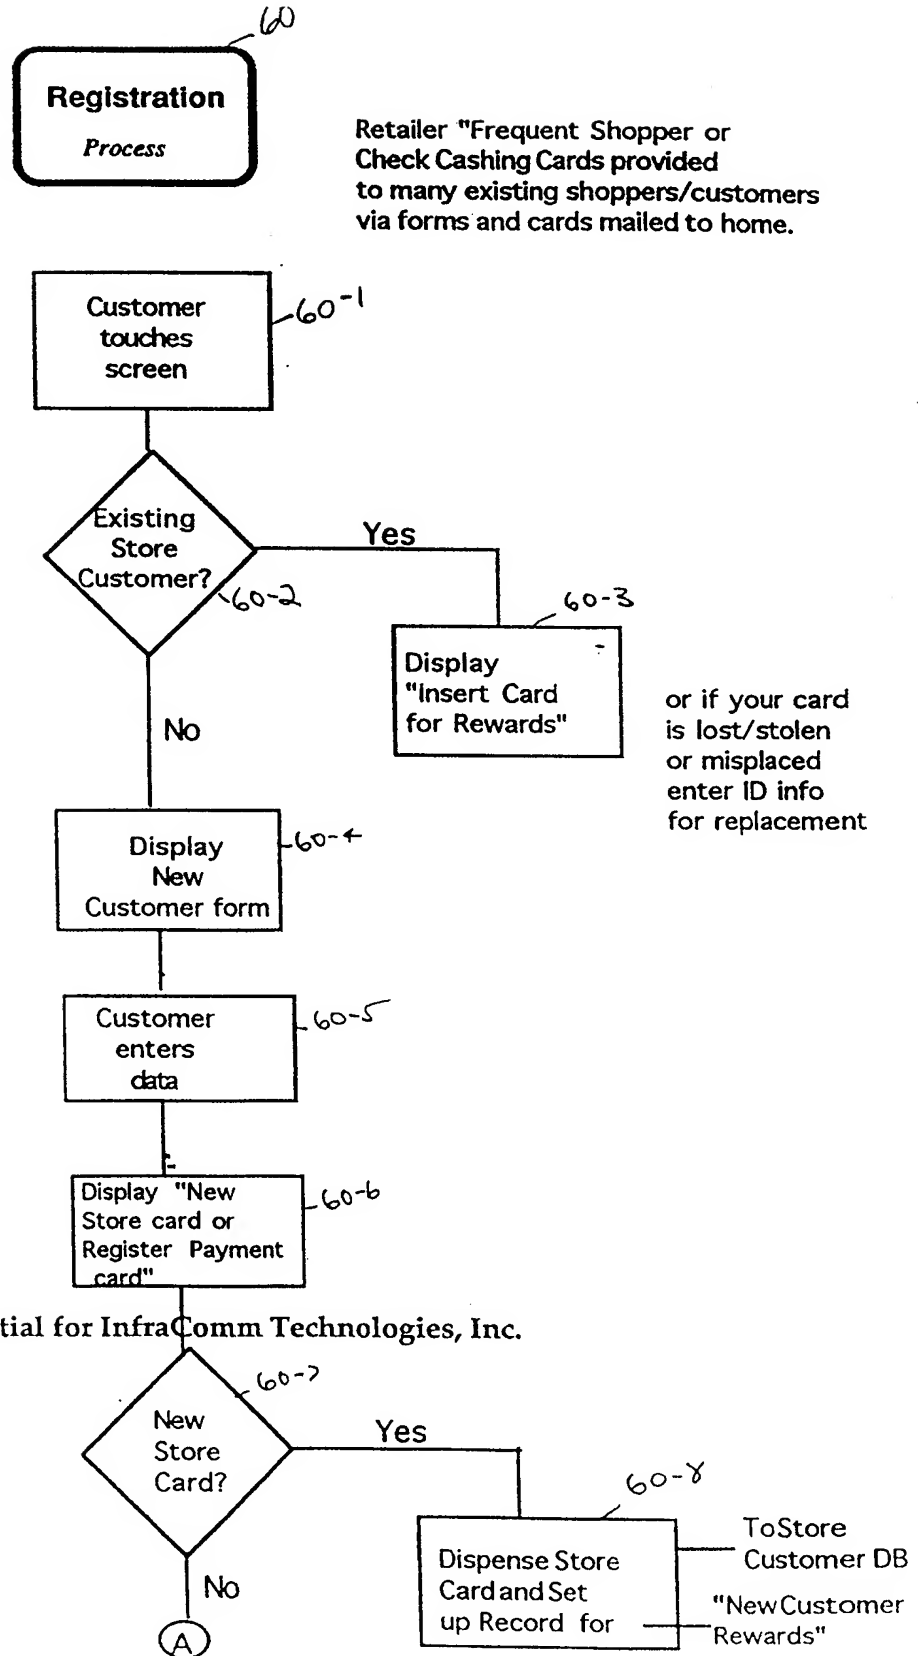 60
Registration
Process
Retailer "Frequent Shopper or
Check Cashing Cards provided
to many existing shoppers/customers
via forms and cards mailed to home.
Customer
touches
screen
60-1
Existing
Store
Customer?
60-2
Yes
60-3
Display
"Insert Card
for Rewards"
or if your card
is lost/stolen
or misplaced
enter ID info
for replacement
No
Display
New
Customer form
60-4
Customer
enters
data
60-5
Display "New
Store card or
Register Payment
card"
60-6
tial for InfraComm Technologies, Inc.
60-7
New
Store
Card?
Yes
60-8
Dispense Store
Card and Set
up Record for
To Store
Customer DB
"New Customer
Rewards"
No
A